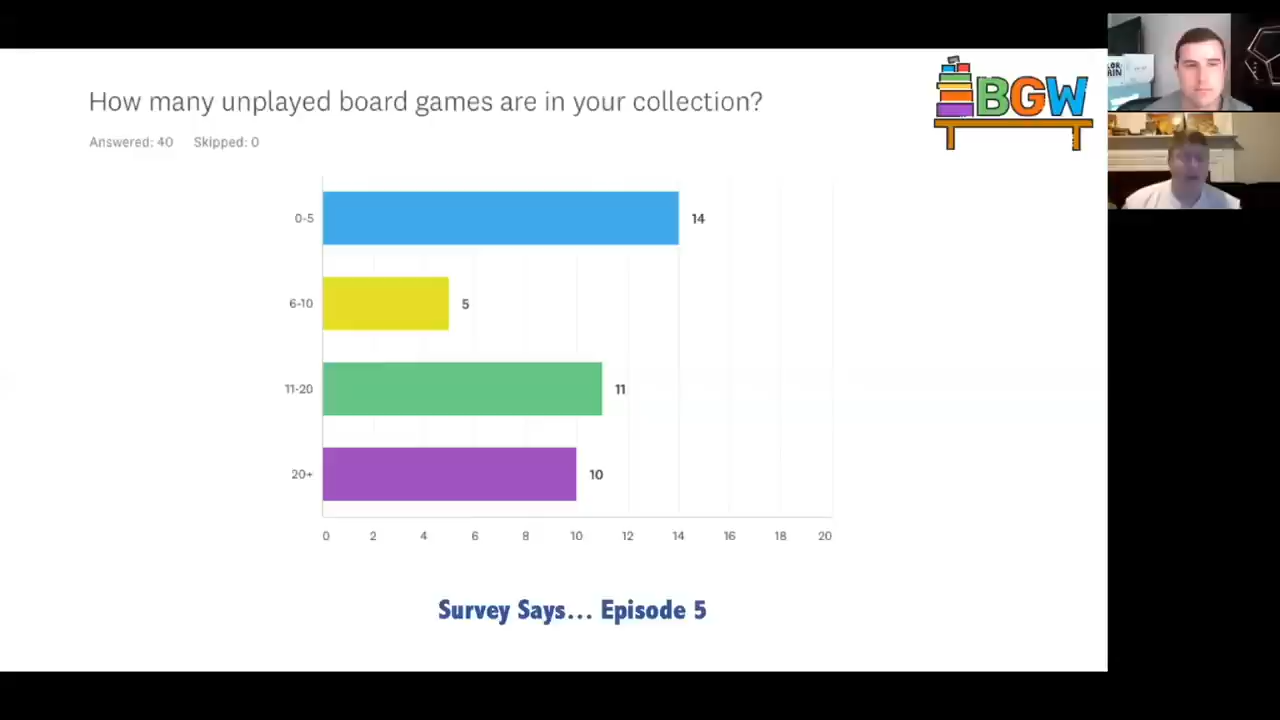 How many unplayed board games are in your collection?
Answered: 40 Skipped: 0
BGW
0-5 14
6-10 5
11-20 11
20+ 10
0 2 4 6 8 10 12 14 16 18 20
Survey Says... Episode 5